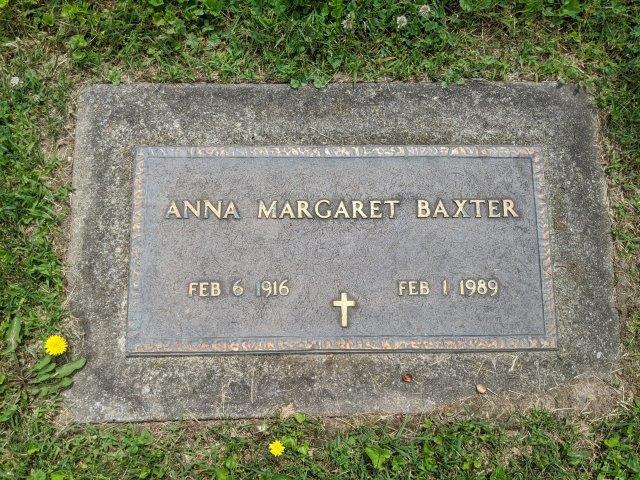 ANNA MARGARET BAXTER
FEB 6 1916 FEB 1 1989